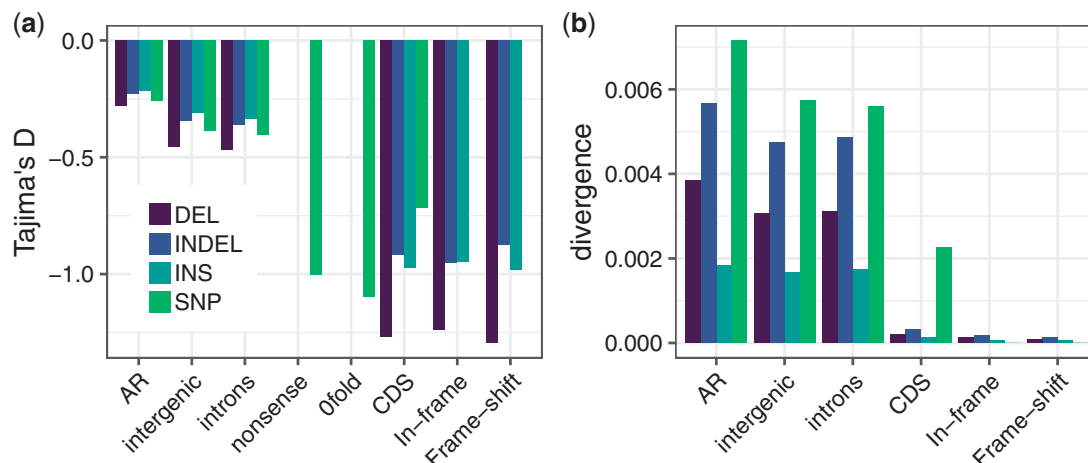 (a)
Tajima's D
0.0
−0.5
−1.0
DEL
INDEL
INS
SNP
AR
intergenic
introns
nonsense
0fold
CDS
In−frame
Frame−shift
(b)
divergence
0.006
0.004
0.002
0.000
AR
intergenic
introns
CDS
In−frame
Frame−shift